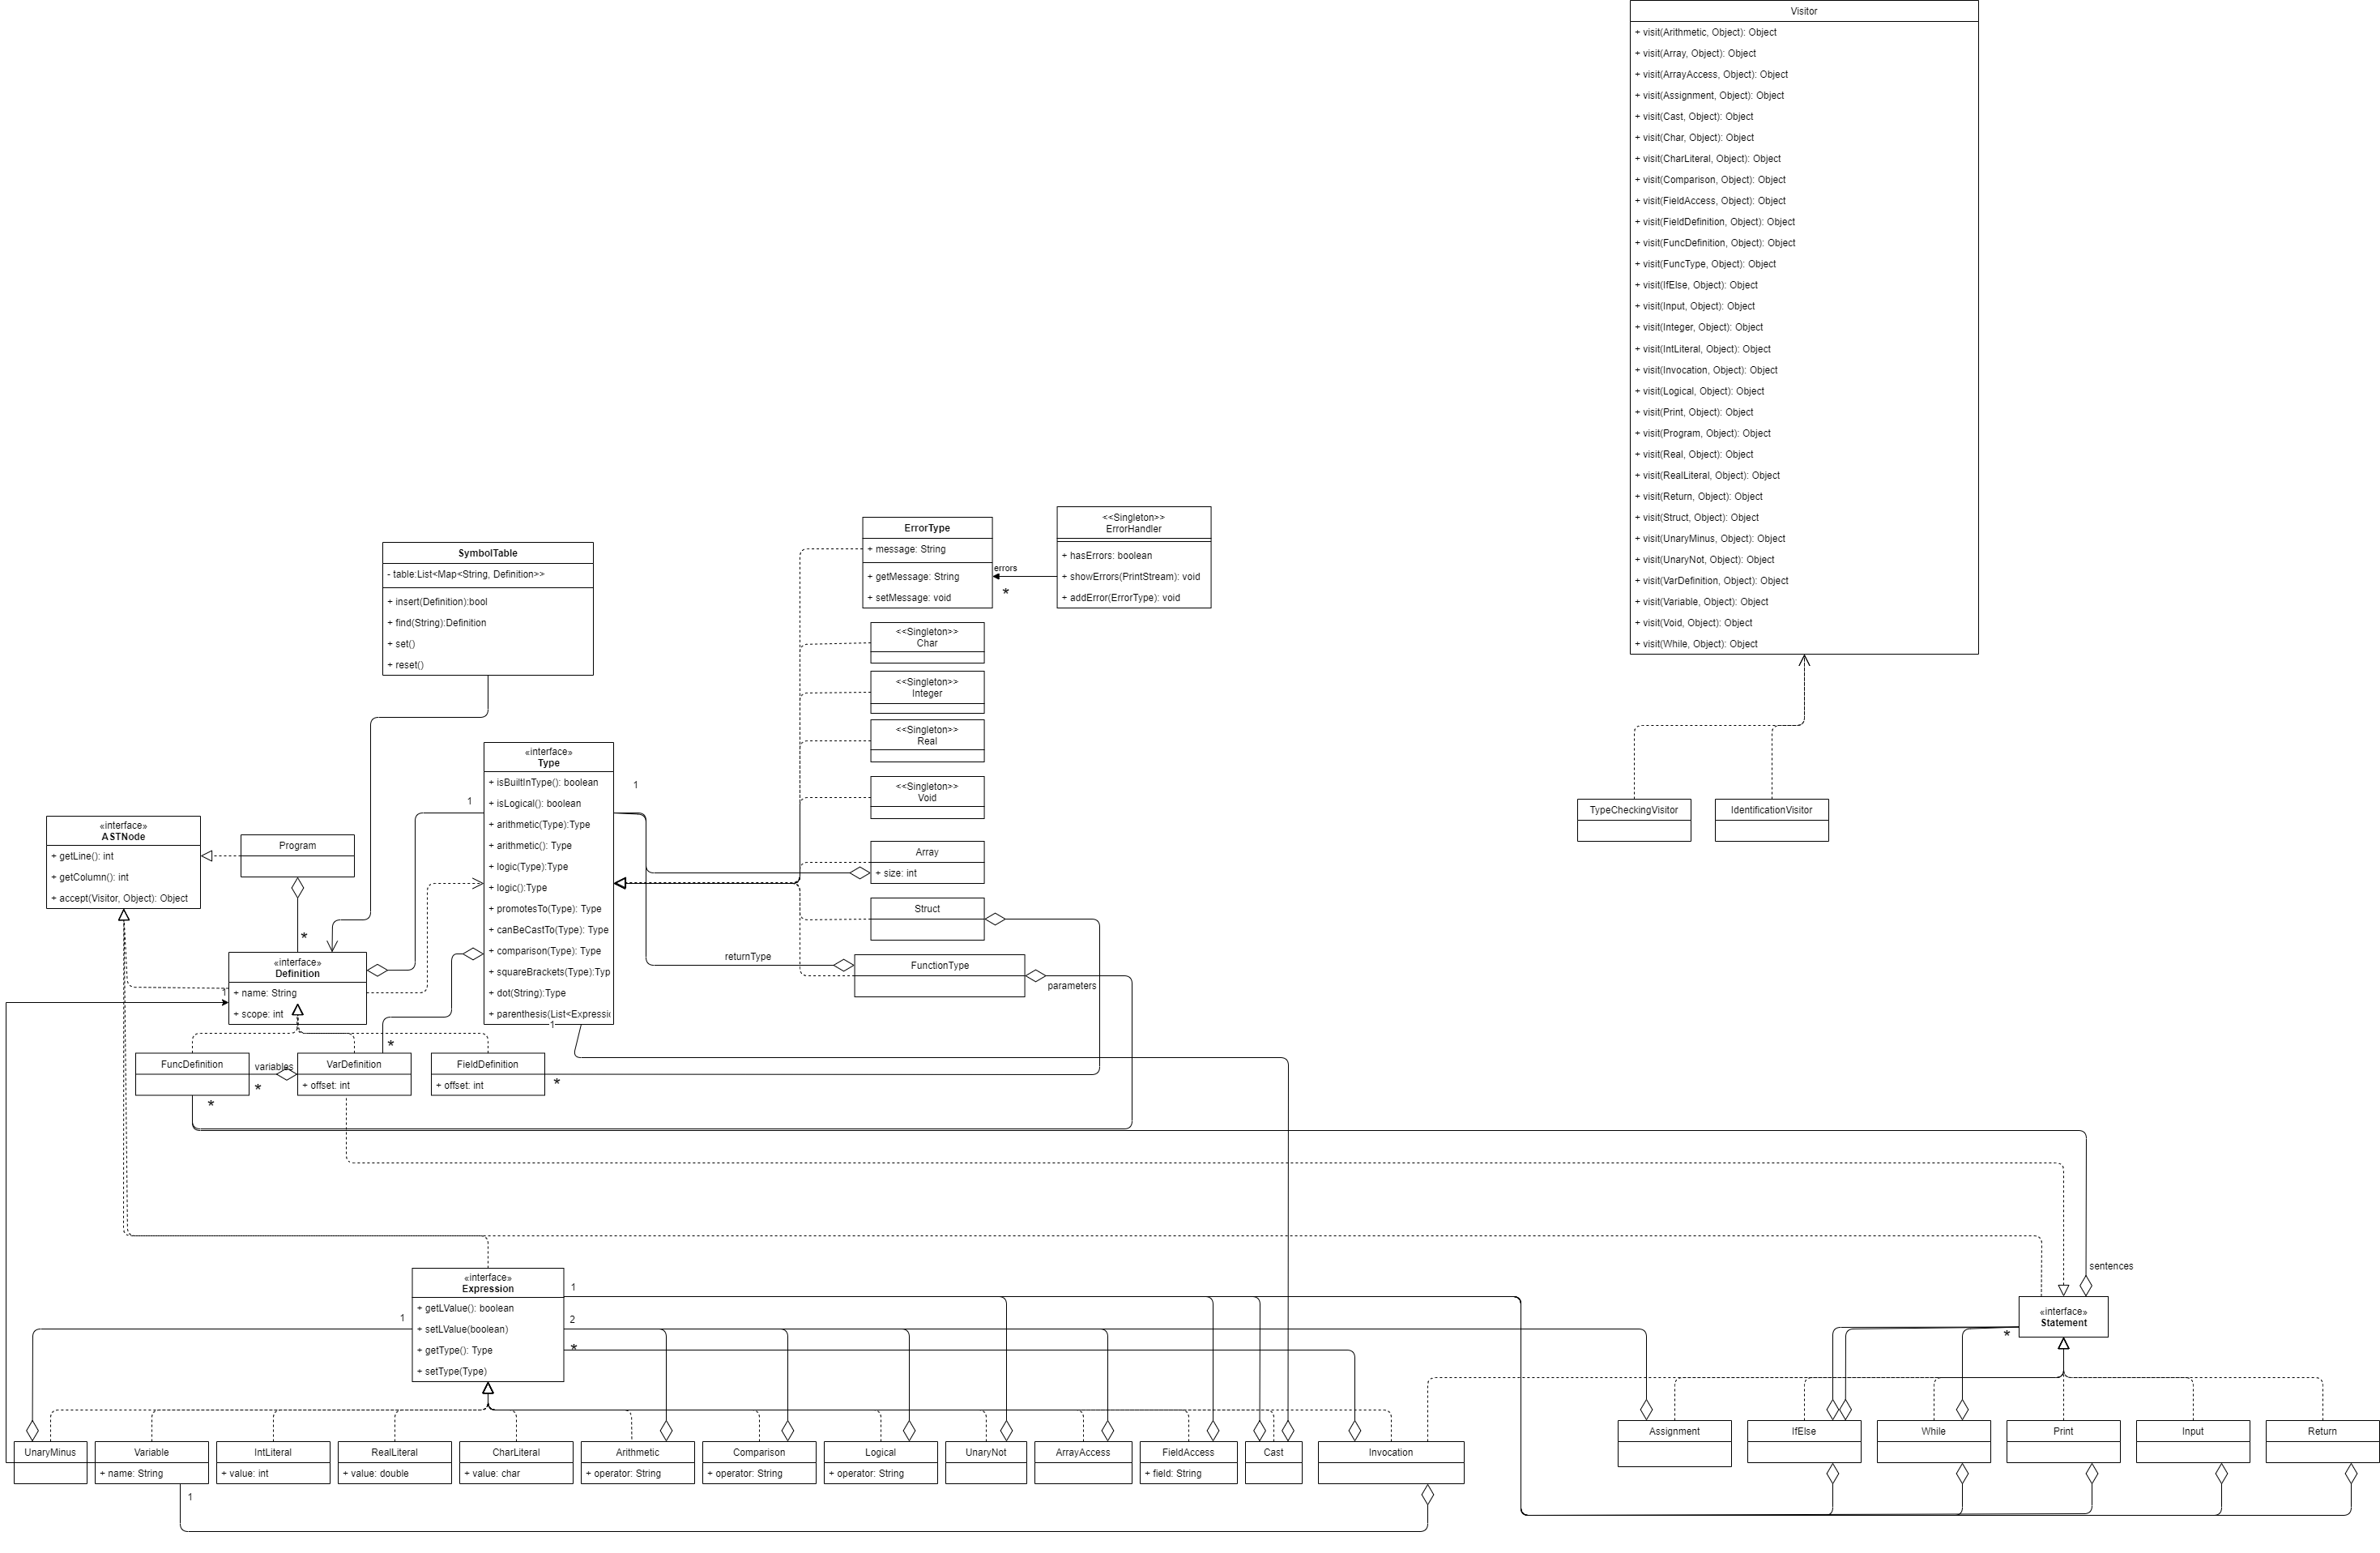 Visitor
+ visit(Arithmetic, Object): Object
+ visit(Array, Object): Object
+ visit(ArrayAccess, Object): Object
+ visit(Assignment, Object): Object
+ visit(Cast, Object): Object
+ visit(Char, Object): Object
+ visit(CharLiteral, Object): Object
+ visit(Comparison, Object): Object
+ visit(FieldAccess, Object): Object
+ visit(FieldDefinition, Object): Object
+ visit(FuncDefinition, Object): Object
+ visit(FuncType, Object): Object
+ visit(IfElse, Object): Object
+ visit(Input, Object): Object
+ visit(Integer, Object): Object
+ visit(IntLiteral, Object): Object
+ visit(Invocation, Object): Object
+ visit(Logical, Object): Object
+ visit(Print, Object): Object
+ visit(Program, Object): Object
+ visit(Real, Object): Object
+ visit(RealLiteral, Object): Object
+ visit(Return, Object): Object
+ visit(Struct, Object): Object
+ visit(UnaryMinus, Object): Object
+ visit(UnaryNot, Object): Object
+ visit(VarDefinition, Object): Object
+ visit(Variable, Object): Object
+ visit(Void, Object): Object
+ visit(While, Object): Object
TypeCheckingVisitor
IdentificationVisitor
ErrorType
+ message: String
+ getMessage: String
+ setMessage: void
errors
*
<<Singleton>>
ErrorHandler
+ hasErrors: boolean
+ showErrors(PrintStream): void
+ addError(ErrorType): void
SymbolTable
- table:List<Map<String, Definition>>
+ insert(Definition):bool
+ find(String):Definition
+ set()
+ reset()
<<Singleton>>
Char
<<Singleton>>
Integer
<<Singleton>>
Real
<<Singleton>>
Void
Array
+ size: int
Struct
FunctionType
returnType
parameters
«interface»
Type
+ isBuiltInType(): boolean
+ isLogical(): boolean
+ arithmetic(Type):Type
+ arithmetic(): Type
+ logic(Type):Type
+ logic():Type
+ promotesTo(Type): Type
+ canBeCastTo(Type): Type
+ comparison(Type): Type
+ squareBrackets(Type):Typ
+ dot(String):Type
+ parenthesis(List<Expressi
1
1
1
«interface»
ASTNode
+ getLine(): int
+ getColumn(): int
+ accept(Visitor, Object): Object
Program
*
«interface»
Definition
+ name: String
+ scope: int
1
FuncDefinition
variables
*
*
VarDefinition
+ offset: int
*
FieldDefinition
+ offset: int
*
«interface»
Expression
+ getLValue(): boolean
+ setLValue(boolean)
+ getType(): Type
+ setType(Type)
1
1
2
*
sentences
«interface»
Statement
*
UnaryMinus
Variable
+ name: String
1
IntLiteral
+ value: int
RealLiteral
+ value: double
CharLiteral
+ value: char
Arithmetic
+ operator: String
Comparison
+ operator: String
Logical
+ operator: String
UnaryNot
ArrayAccess
FieldAccess
+ field: String
Cast
Invocation
Assignment
IfElse
While
Print
Input
Return